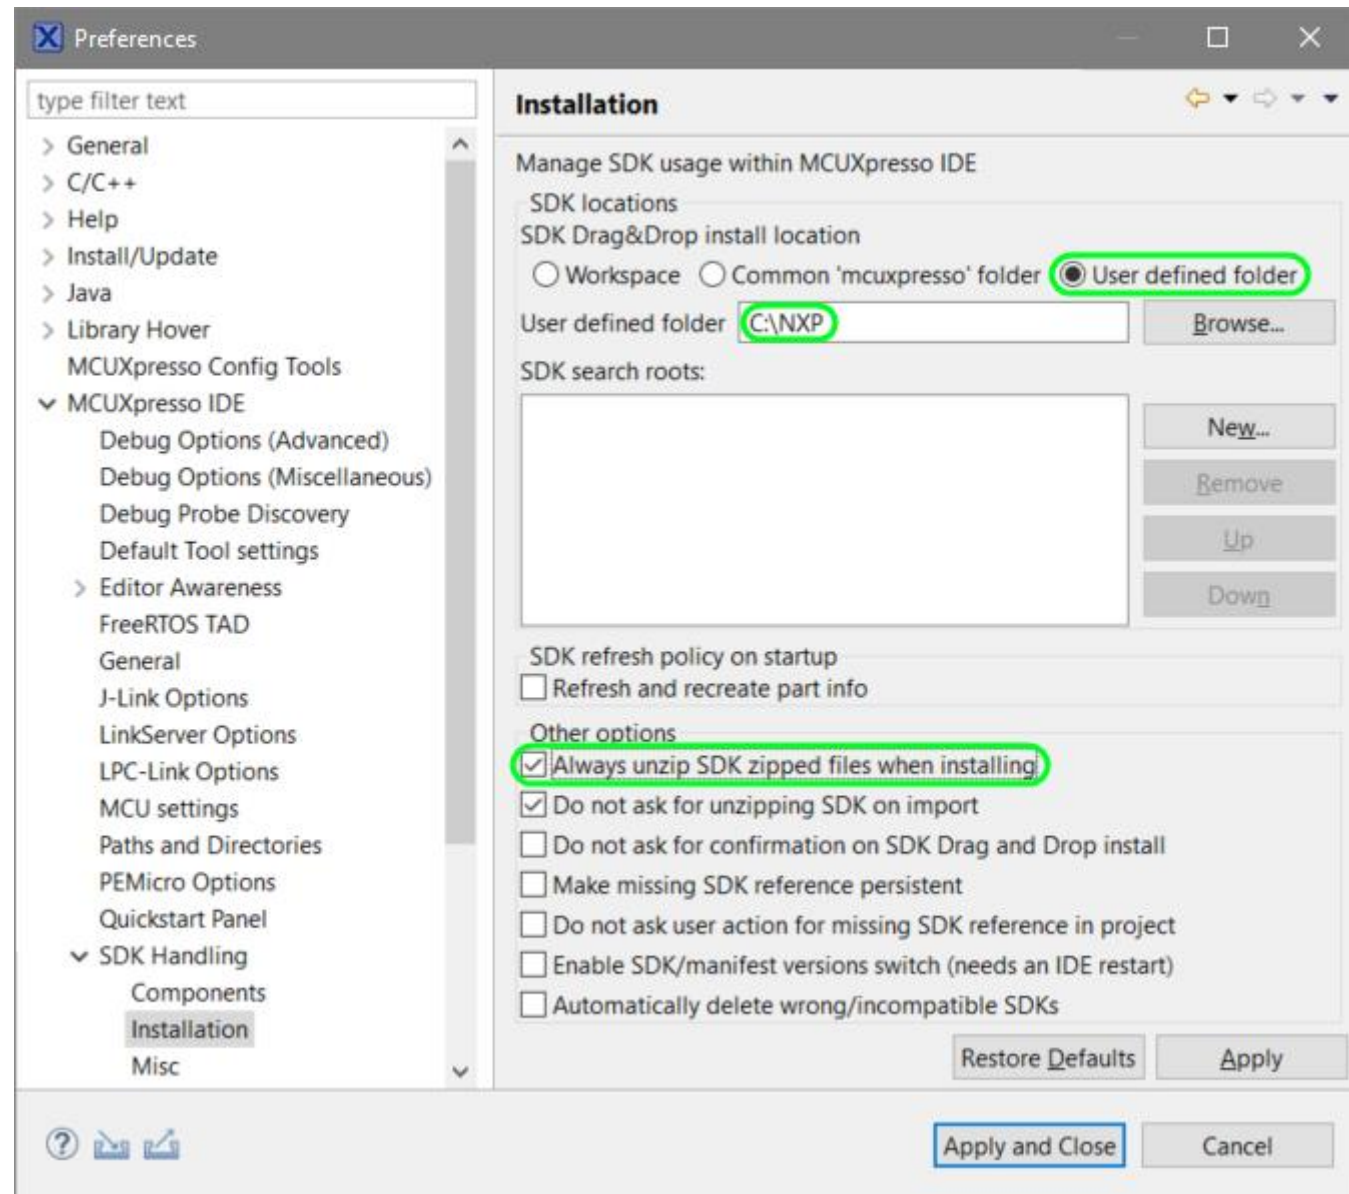 Preferences
type filter text
General
C/C++
Help
Install/Update
Java
Library Hover
MCUXpresso Config Tools
MCUXpresso IDE
Debug Options (Advanced)
Debug Options (Miscellaneous)
Debug Probe Discovery
Default Tool settings
Editor Awareness
FreeRTOS TAD
General
J-Link Options
LinkServer Options
LPC-Link Options
MCU settings
Paths and Directories
PEMicro Options
Quickstart Panel
SDK Handling
Components
Installation
Misc
Installation
Manage SDK usage within MCUXpresso IDE
SDK locations
SDK Drag&Drop install location
Workspace Common 'mcuxpresso' folder User defined folder
User defined folder C:\NXP Browse...
SDK search roots:
New...
Remove
Up
Down
SDK refresh policy on startup
Refresh and recreate part info
Other options
Always unzip SDK zipped files when installing
Do not ask for unzipping SDK on import
Do not ask for confirmation on SDK Drag and Drop install
Make missing SDK reference persistent
Do not ask user action for missing SDK reference in project
Enable SDK/manifest versions switch (needs an IDE restart)
Automatically delete wrong/incompatible SDKs
Restore Defaults Apply
Apply and Close Cancel